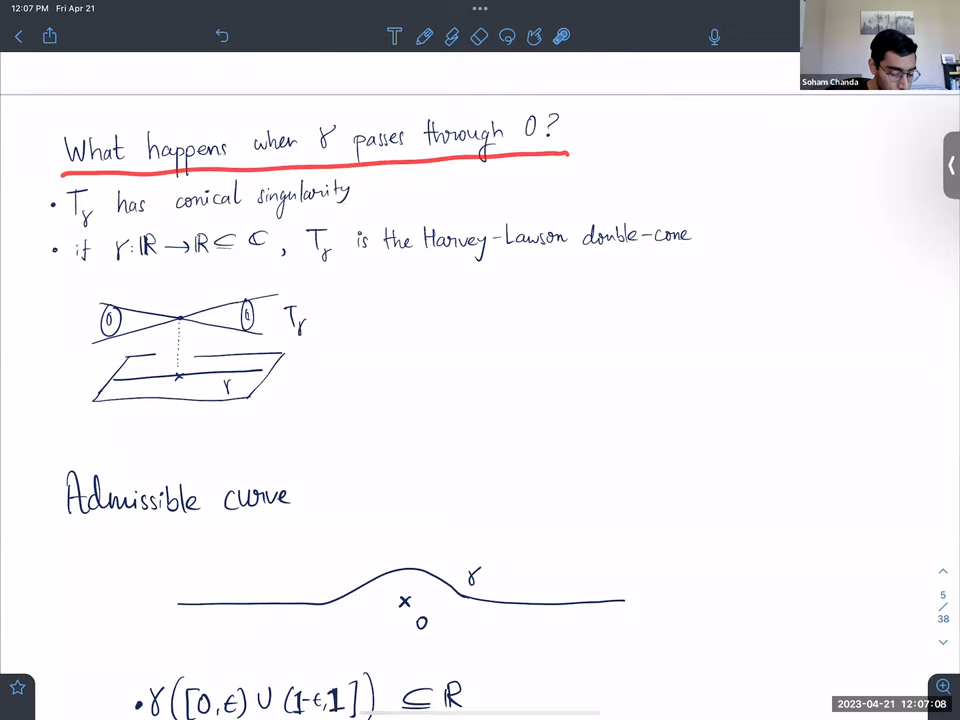 12:07 PM Fri Apr 21
Soham Chanda
What happens when γ passes through 0?
• T_γ has conical singularity
• if γ: ℝ → ℝ ⊆ ℂ, T_γ is the Harvey-Lawson double-cone
T_γ
γ
Admissible curve
γ
0
• γ([0,ϵ) ∪ (1-ϵ,1]) ⊆ ℝ
5
/
38
2023-04-21 12:07:08